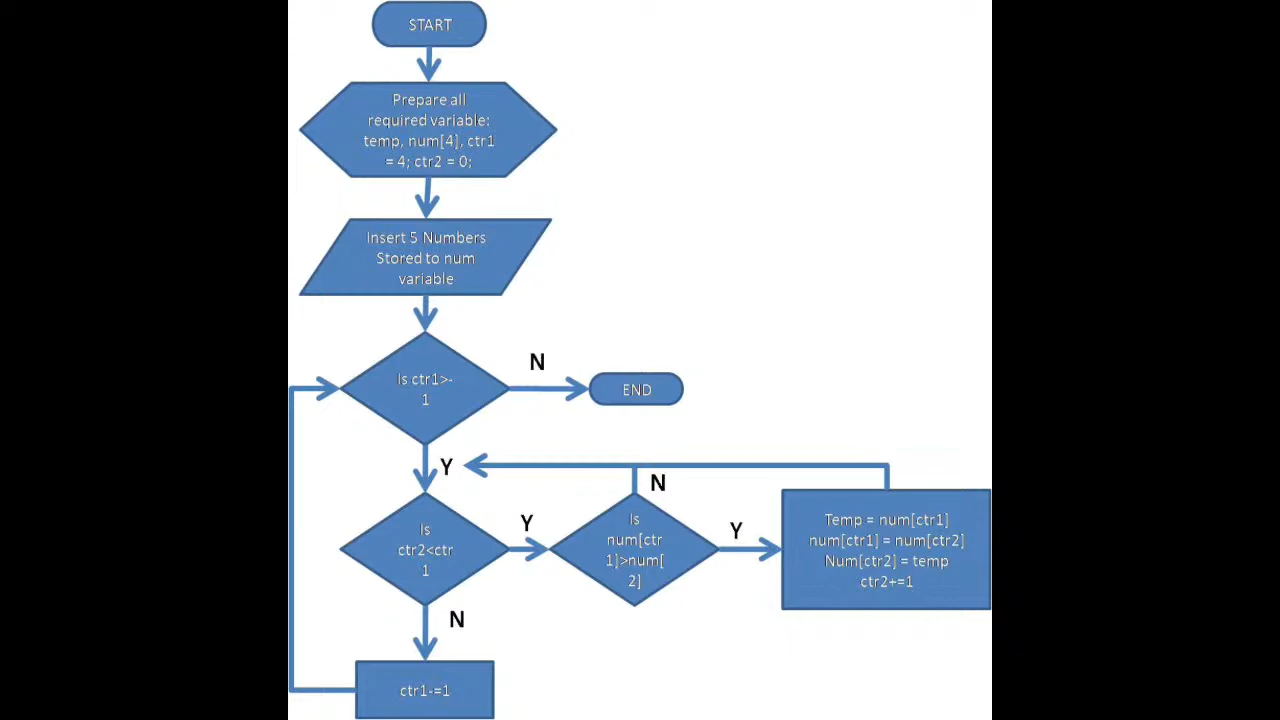 START
Prepare all
required variable:
temp, num[4], ctr1
= 4; ctr2 = 0;
Insert 5 Numbers
Stored to num
variable
Is ctr1>-
1
N
END
Y
N
Is
ctr2<ctr
1
Y
Is
num[ctr
1]>num[
2]
Y
Temp = num[ctr1]
num[ctr1] = num[ctr2]
Num[ctr2] = temp
ctr2+=1
N
ctr1-=1